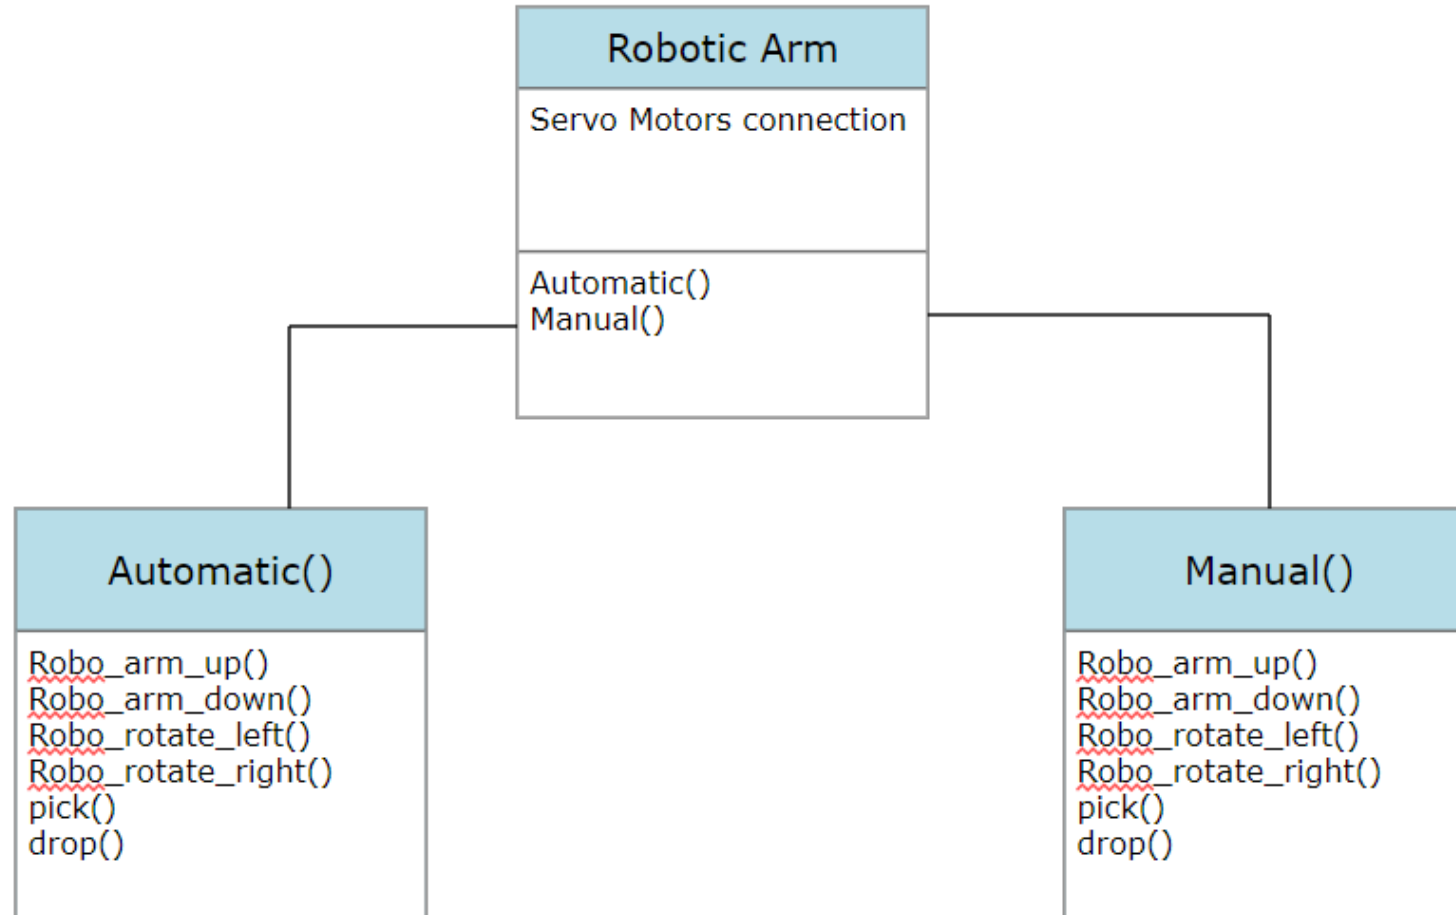 Robotic Arm
Servo Motors connection
Automatic()
Manual()
Automatic()
Robo_arm_up()
Robo_arm_down()
Robo_rotate_left()
Robo_rotate_right()
pick()
drop()
Manual()
Robo_arm_up()
Robo_arm_down()
Robo_rotate_left()
Robo_rotate_right()
pick()
drop()